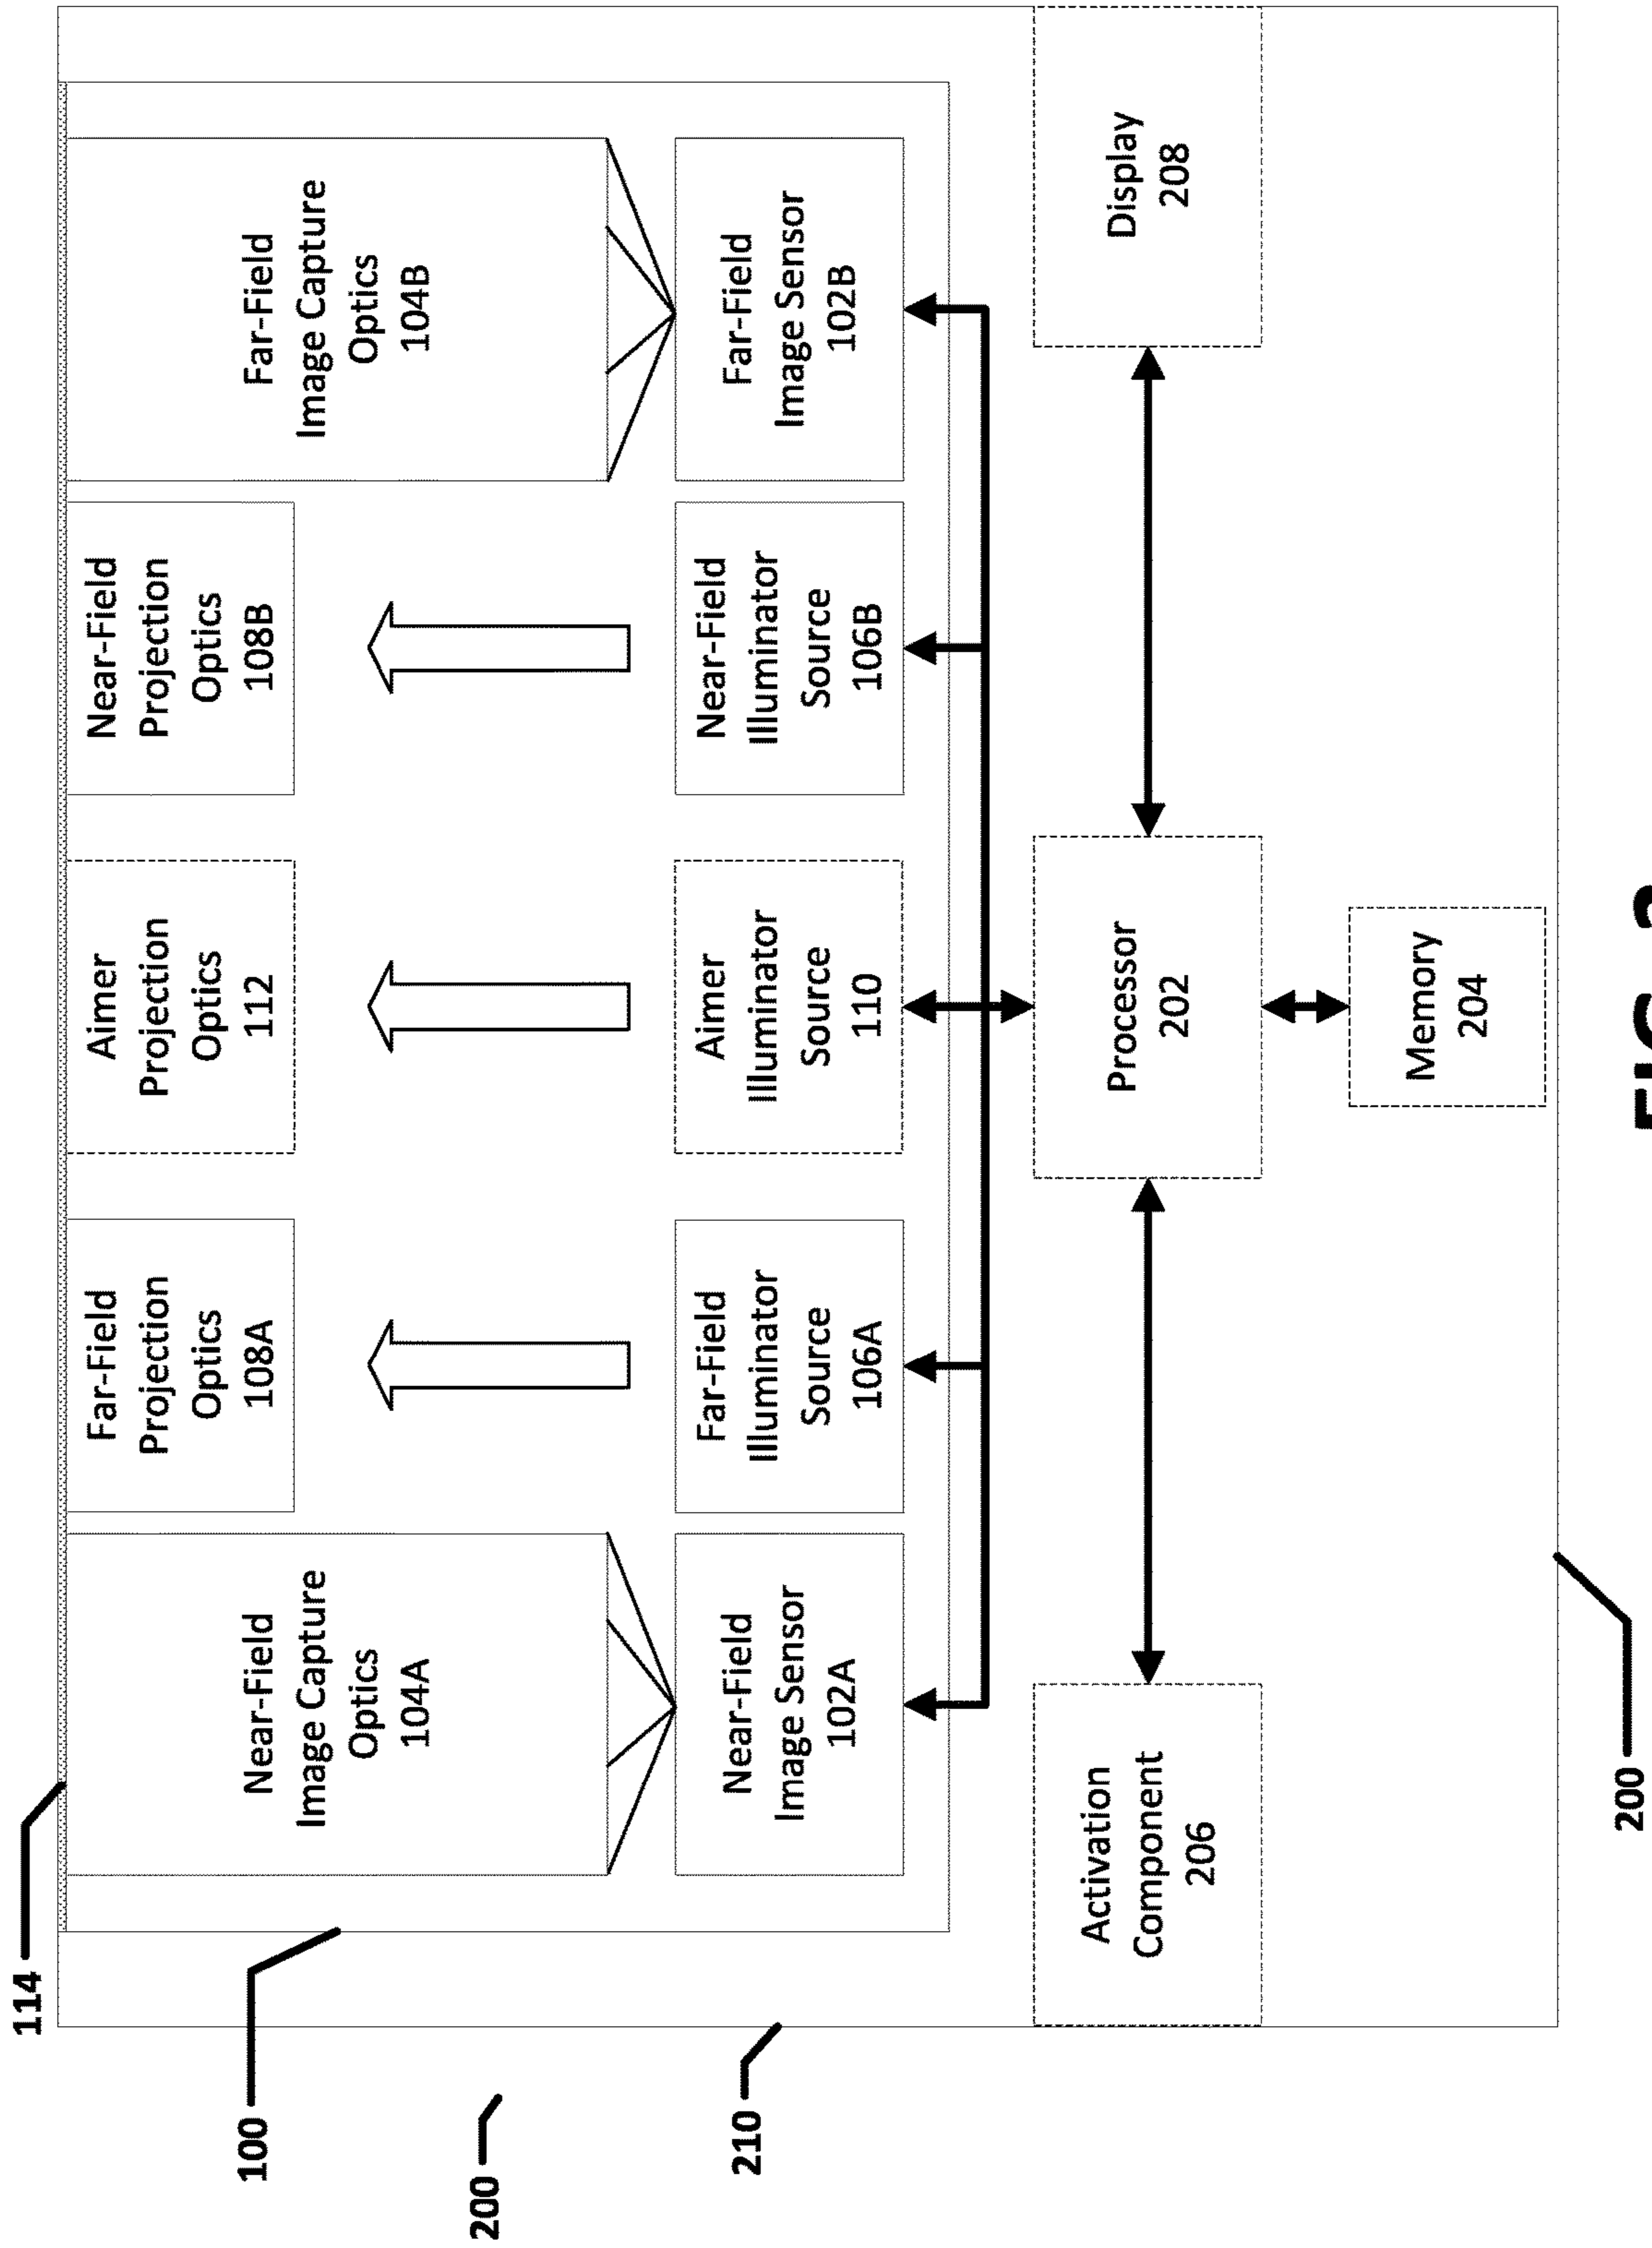 114
100
200
210
Near-Field
Image Capture
Optics
104A
Far-Field
Projection
Optics
108A
Aimer
Projection
Optics
112
Near-Field
Projection
Optics
108B
Far-Field
Image Capture
Optics
104B
Near-Field
Image Sensor
102A
Far-Field
Illuminator
Source
106A
Aimer
Illuminator
Source
110
Near-Field
Illuminator
Source
106B
Far-Field
Image Sensor
102B
Activation
Component
206
Processor
202
Display
208
Memory
204
200